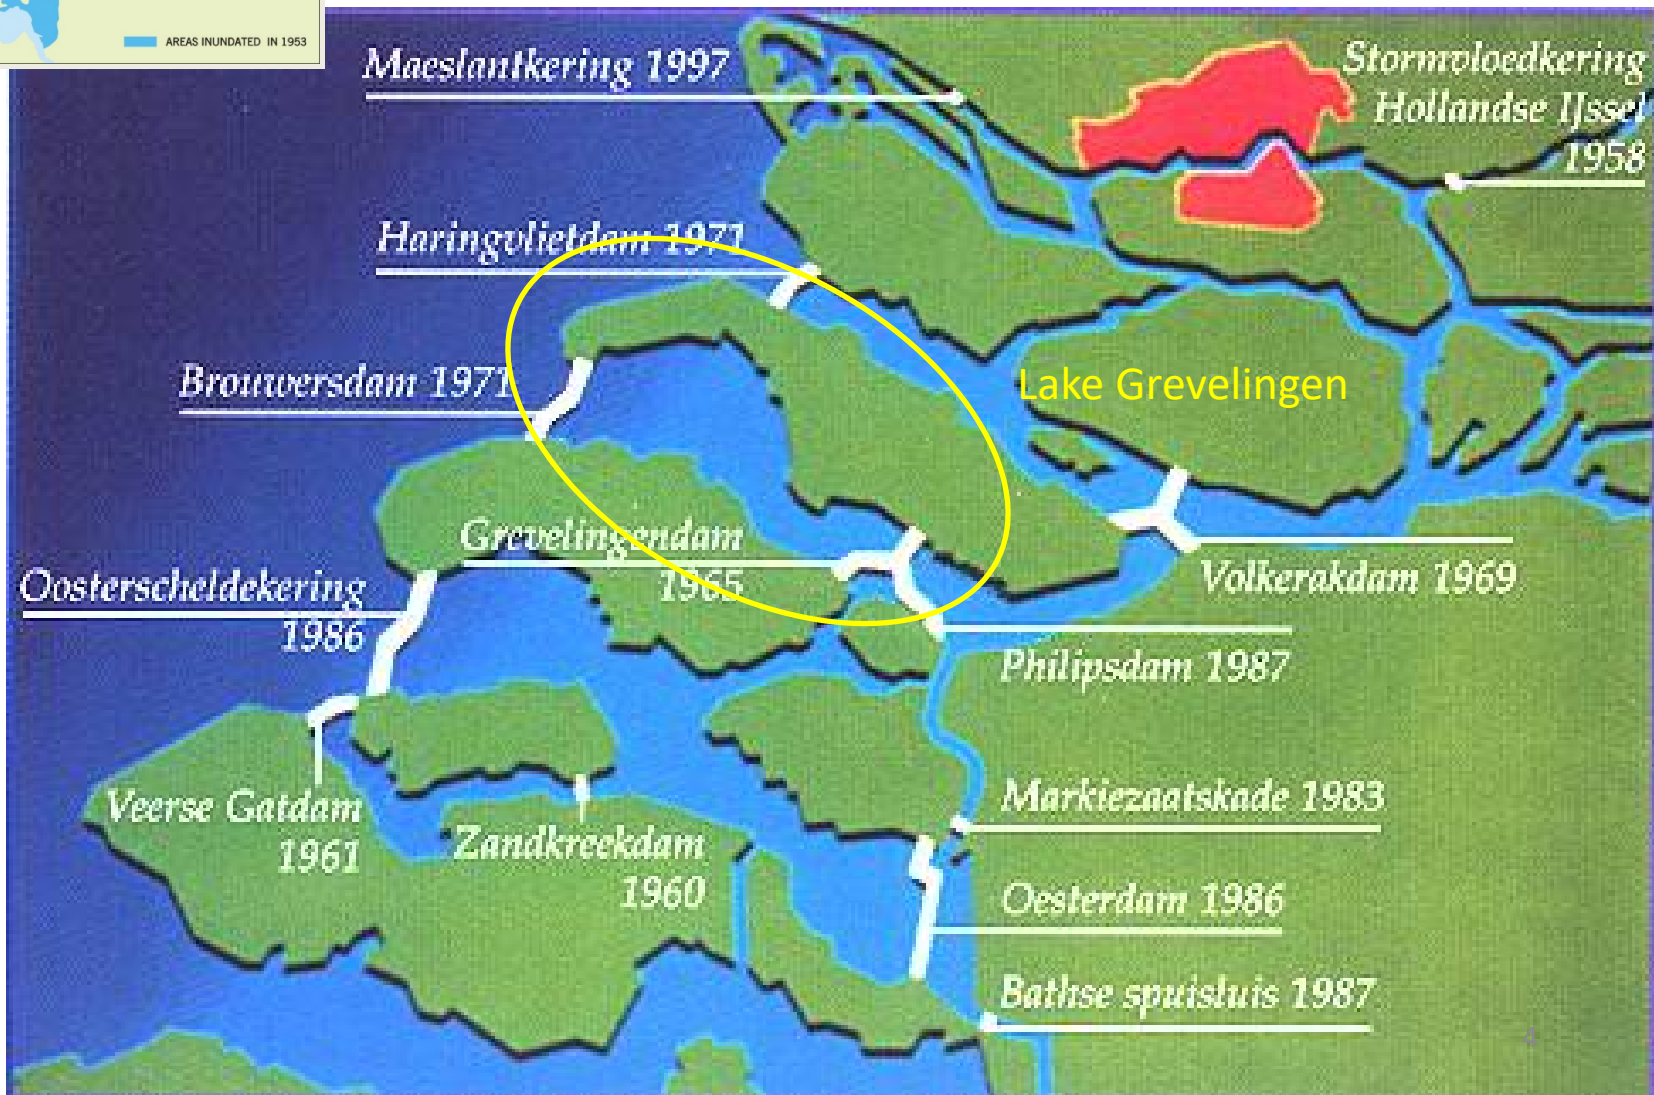 AREAS INUNDATED IN 1953
Maeslantkering 1997
Stormvloedkering
Hollandse IJssel
1958
Haringvlietdam 1971
Brouwersdam 1971
Lake Grevelingen
Grevelingendam
1965
Oosterscheldekering
1986
Volkerakdam 1969
Philipsdam 1987
Veerse Gatdam
1961
Zandkreekdam
1960
Markiezaatskade 1983
Oesterdam 1986
Bathse spuisluis 1987
4